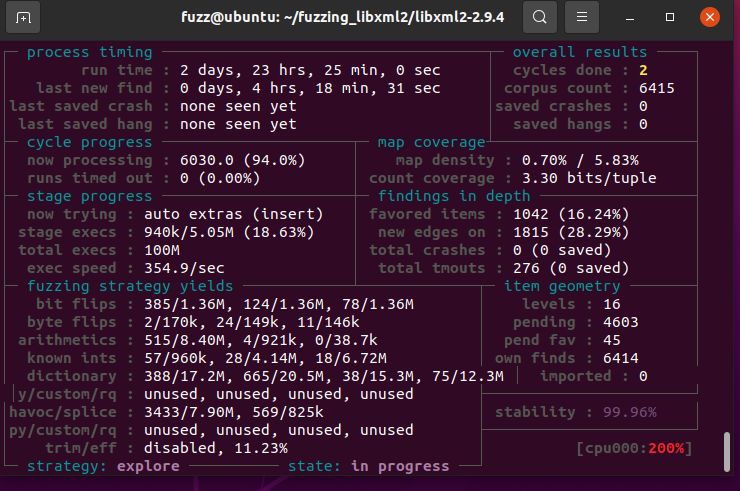 fuzz@ubuntu: ~/fuzzing_libxml2/libxml2-2.9.4
process timing overall results
run time : 2 days, 23 hrs, 25 min, 0 sec cycles done : 2
last new find : 0 days, 4 hrs, 18 min, 31 sec corpus count : 6415
last saved crash : none seen yet saved crashes : 0
last saved hang : none seen yet saved hangs : 0
cycle progress map coverage
now processing : 6030.0 (94.0%) map density : 0.70% / 5.83%
runs timed out : 0 (0.00%) count coverage : 3.30 bits/tuple
stage progress findings in depth
now trying : auto extras (insert) favored items : 1042 (16.24%)
stage execs : 940k/5.05M (18.63%) new edges on : 1815 (28.29%)
total execs : 100M total crashes : 0 (0 saved)
exec speed : 354.9/sec total tmouts : 276 (0 saved)
fuzzing strategy yields item geometry
bit flips : 385/1.36M, 124/1.36M, 78/1.36M levels : 16
byte flips : 2/170k, 24/149k, 11/146k pending : 4603
arithmetics : 515/8.40M, 4/921k, 0/38.7k pend fav : 45
known ints : 57/960k, 28/4.14M, 18/6.72M own finds : 6414
dictionary : 388/17.2M, 665/20.5M, 38/15.3M, 75/12.3M imported : 0
y/custom/rq : unused, unused, unused, unused
havoc/splice : 3433/7.90M, 569/825k stability : 99.96%
py/custom/rq : unused, unused, unused, unused
trim/eff : disabled, 11.23% [cpu000:200%]
strategy: explore state: in progress